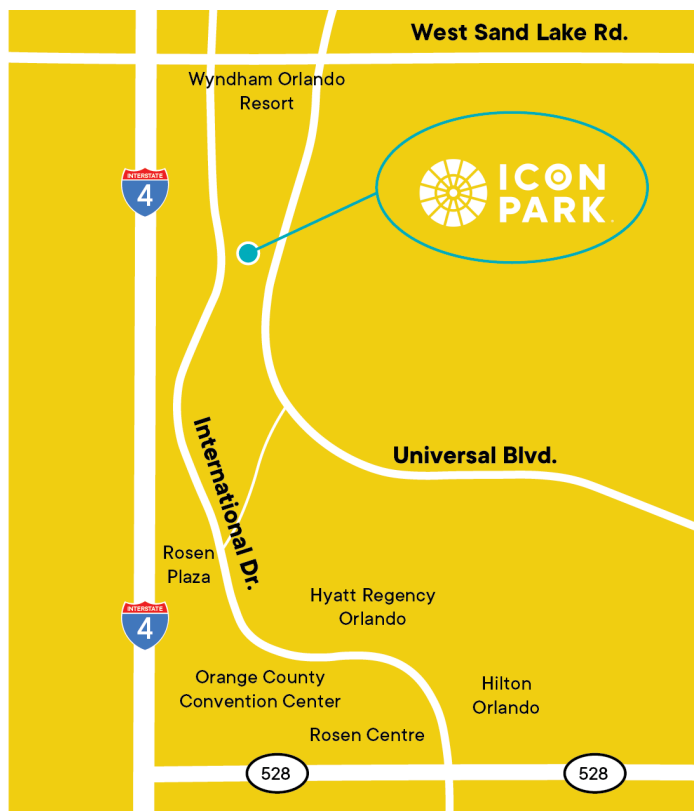 West Sand Lake Rd.
Wyndham Orlando
Resort
INTERSTATE
4
ICON
PARK.
International Dr.
Universal Blvd.
Rosen
Plaza
Hyatt Regency
Orlando
INTERSTATE
4
Orange County
Convention Center
Hilton
Orlando
Rosen Centre
528
528